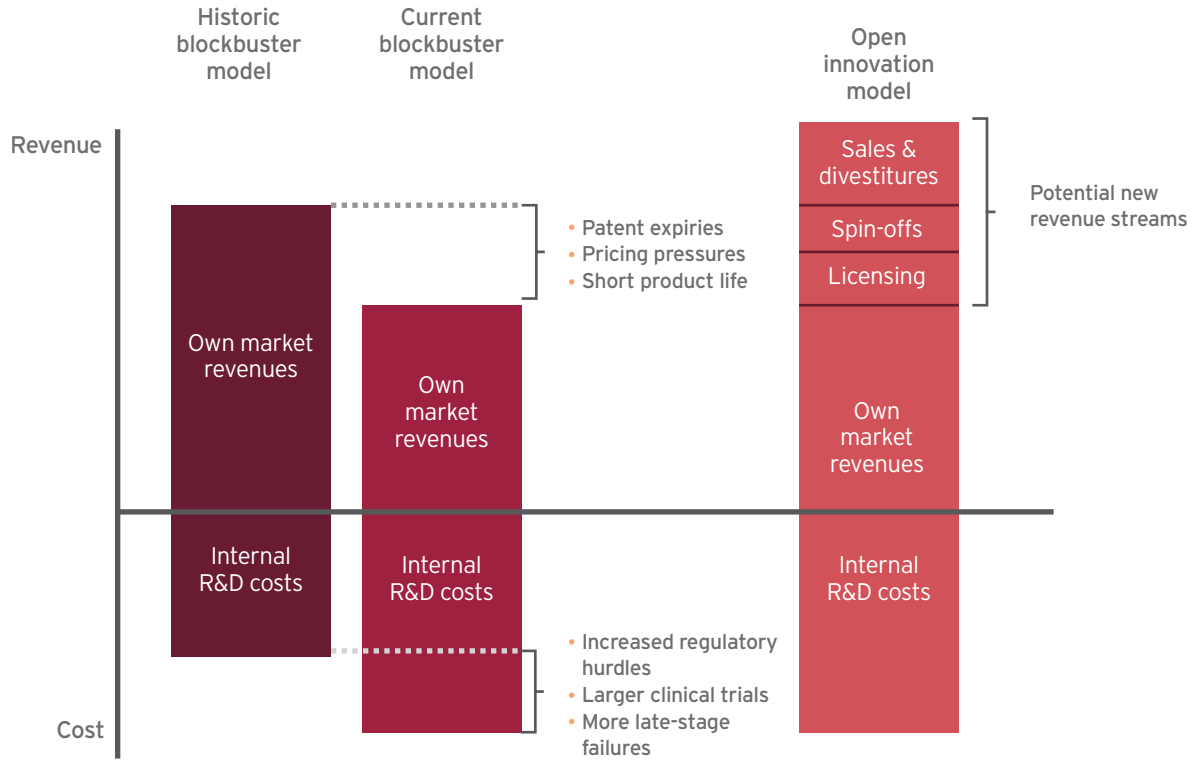 Historic
blockbuster
model
Current
blockbuster
model
Open
innovation
model
Revenue
Sales &
divestitures
Spin-offs
Licensing
Potential new
revenue streams
• Patent expiries
• Pricing pressures
• Short product life
Own market
revenues
Own
market
revenues
Own
market
revenues
Internal
R&D costs
Internal
R&D costs
Internal
R&D costs
• Increased regulatory
hurdles
• Larger clinical trials
• More late-stage
failures
Cost